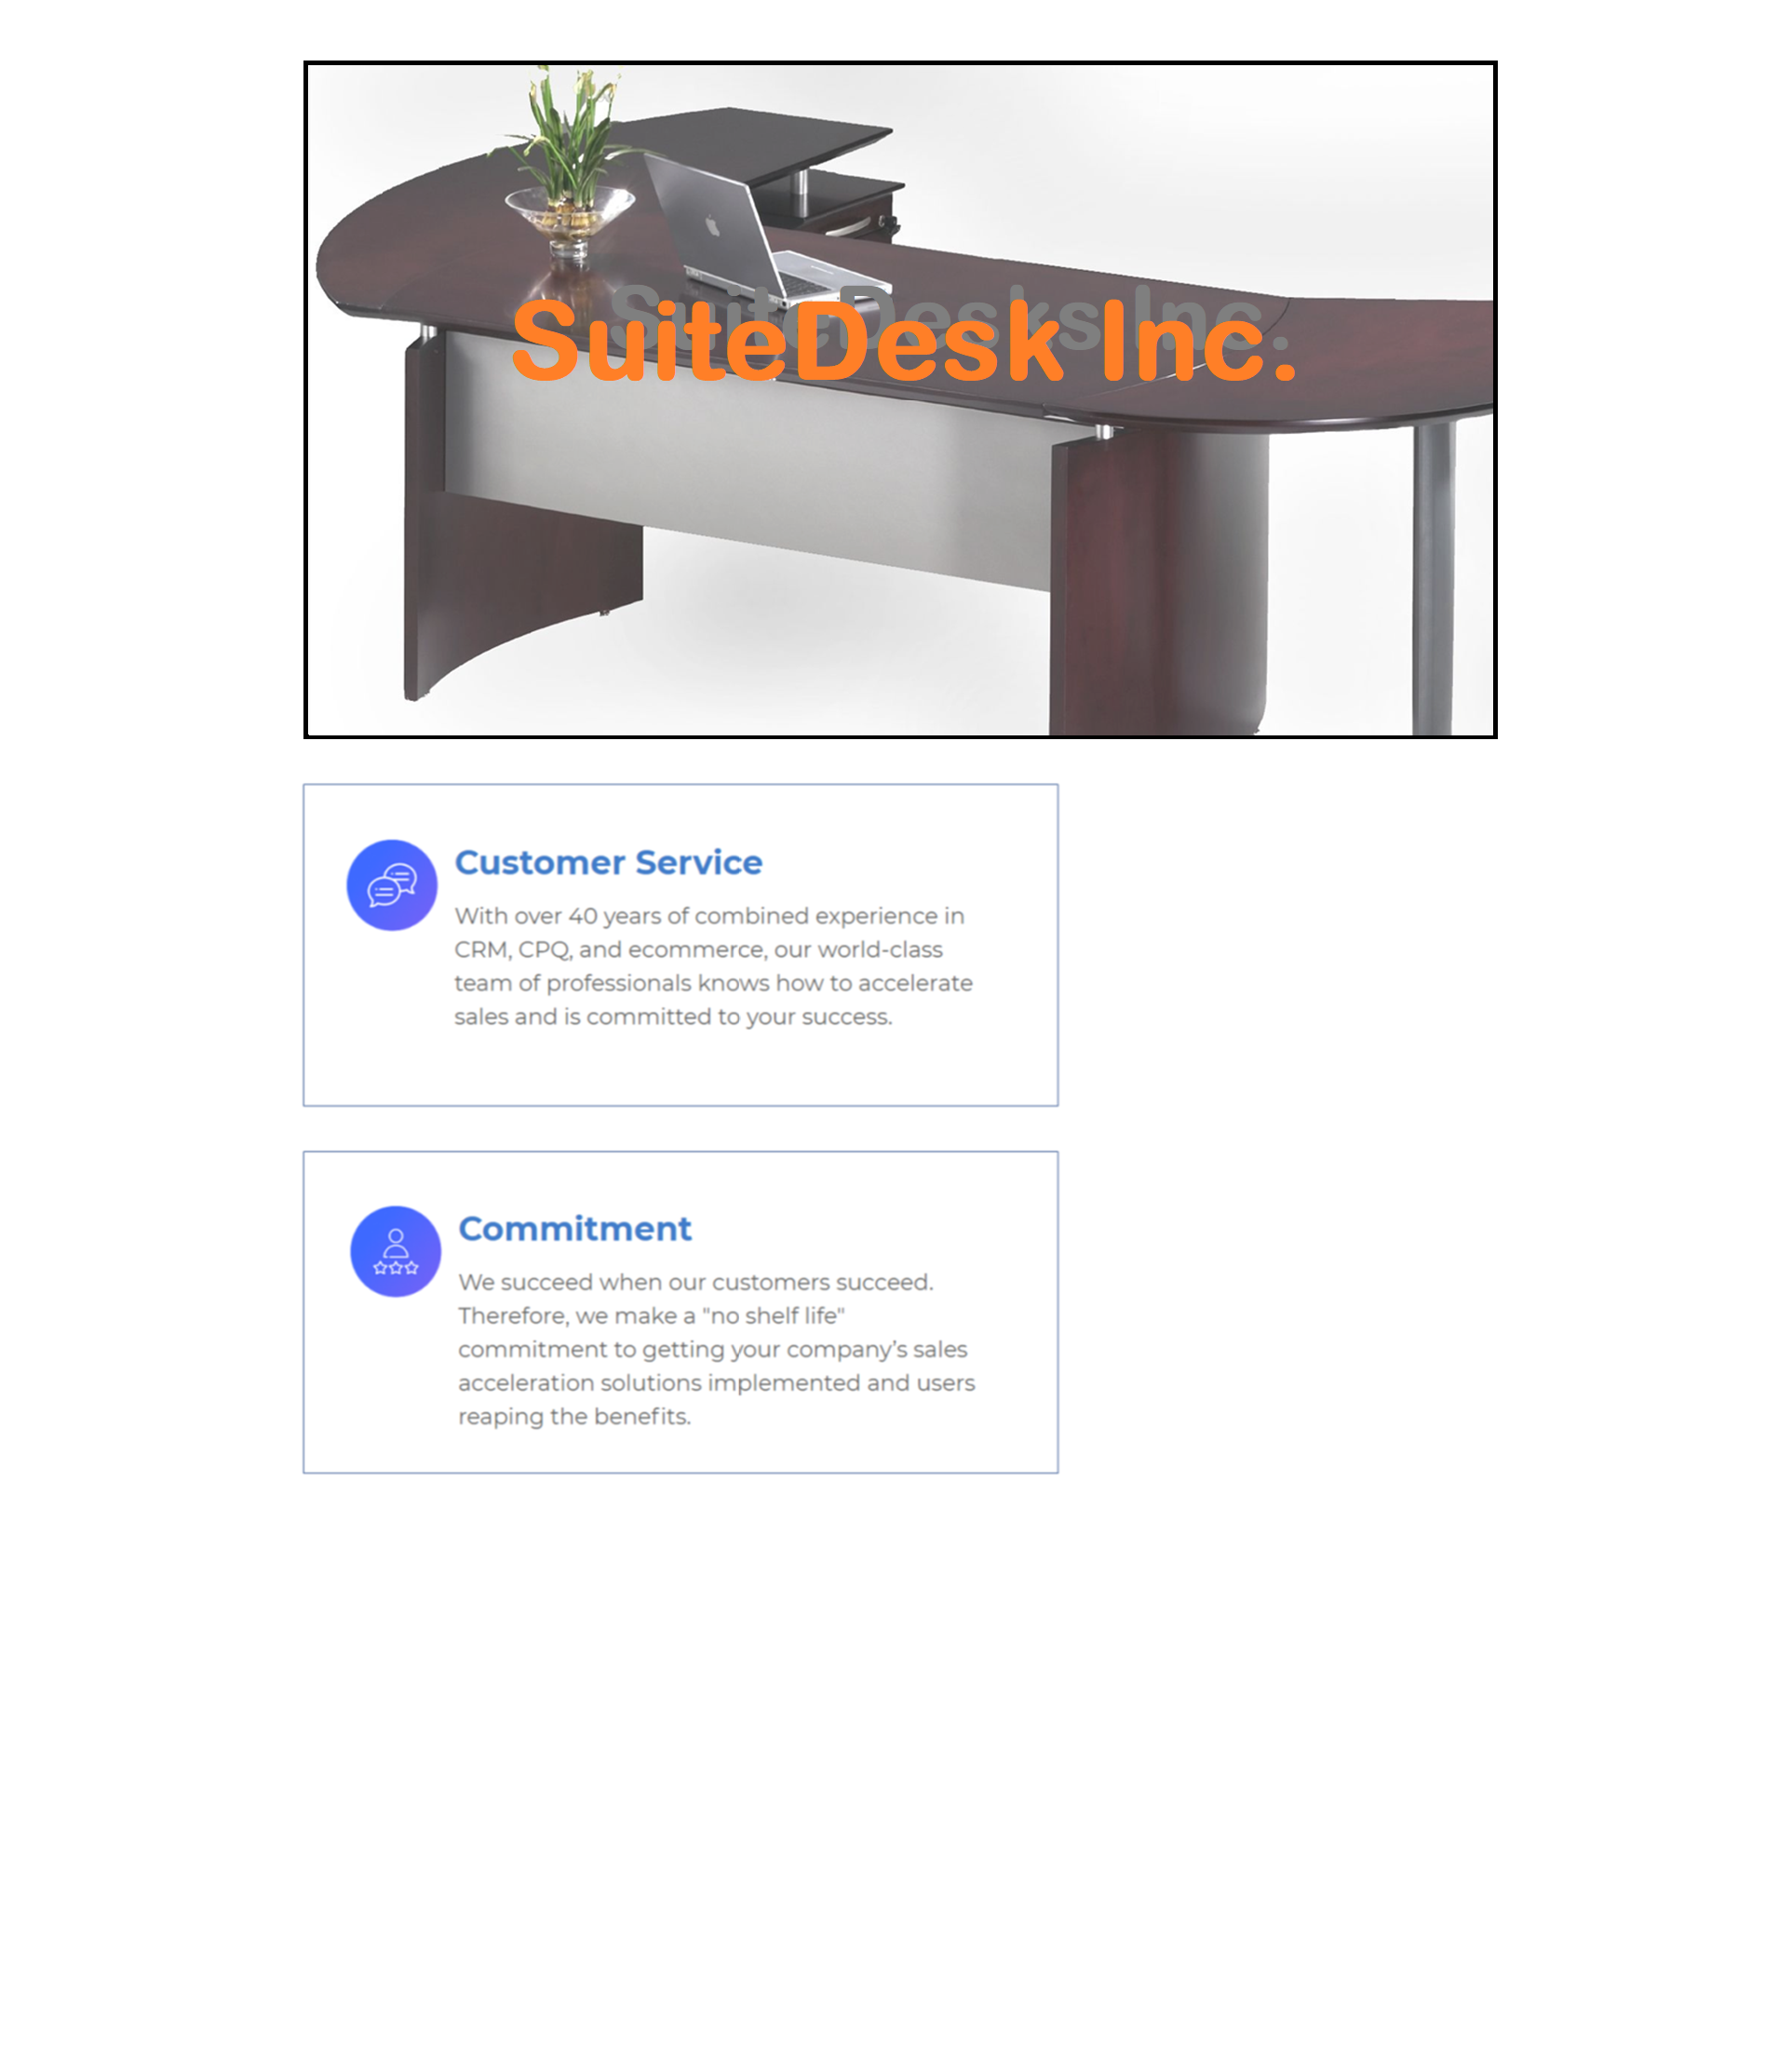 SuiteDesks Inc.
SuiteDesk Inc.
Customer Service
With over 40 years of combined experience in
CRM, CPQ, and ecommerce, our world-class
team of professionals knows how to accelerate
sales and is committed to your success.
Commitment
We succeed when our customers succeed.
Therefore, we make a "no shelf life"
commitment to getting your company’s sales
acceleration solutions implemented and users
reaping the benefits.